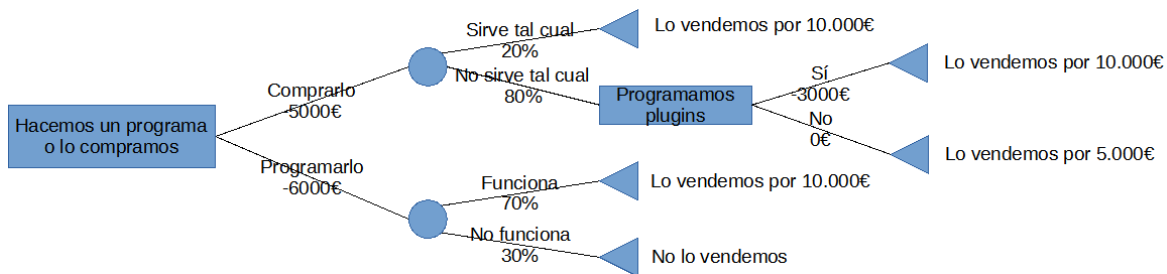 Hacemos un programa
o lo compramos
Comprarlo
-5000€
Programarlo
-6000€
Sirve tal cual
20%
No sirve tal cual
80%
Lo vendemos por 10.000€
Programamos
plugins
Sí
-3000€
No
0€
Lo vendemos por 10.000€
Lo vendemos por 5.000€
Funciona
70%
No funciona
30%
Lo vendemos por 10.000€
No lo vendemos